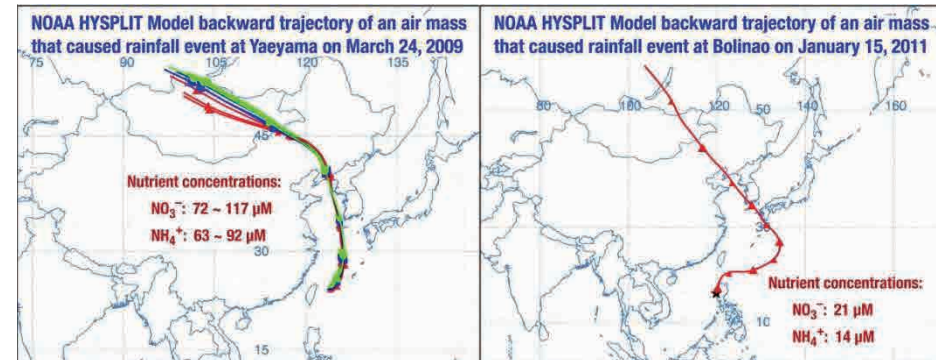 NOAA HYSPLIT Model backward trajectory of an air mass
that caused rainfall event at Yaeyama on March 24, 2009
75
90
105
120
135
45
Nutrient concentrations:
NO₃⁻: 72 ~ 117 µM
NH₄⁺: 63 ~ 92 µM
30
15
NOAA HYSPLIT Model backward trajectory of an air mass
that caused rainfall event at Bolinao on January 15, 2011
80
100
120
50
140
160
30
Nutrient concentrations:
NO₃⁻: 21 µM
NH₄⁺: 14 µM
10